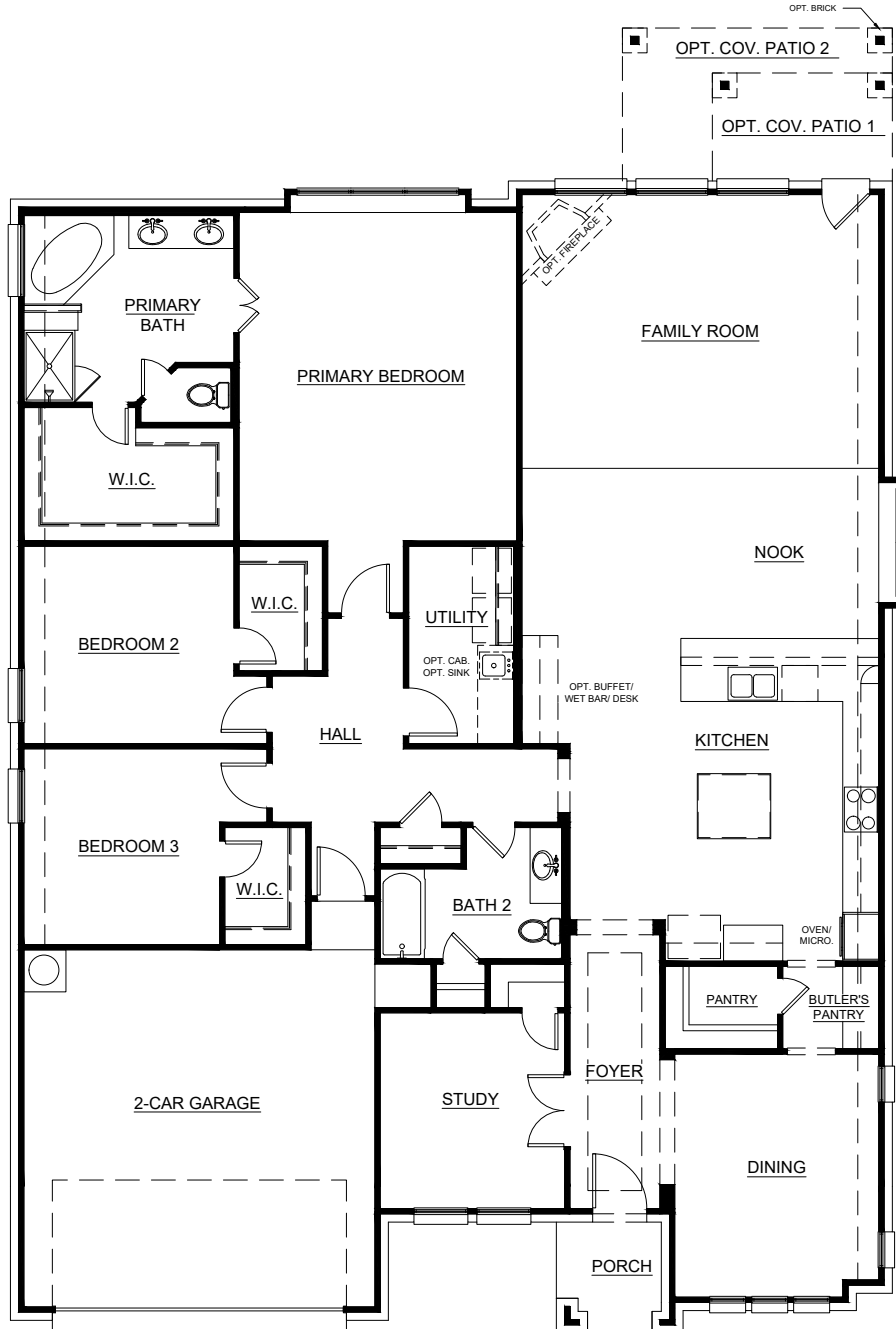 OPT. BRICK
OPT. COV. PATIO 2
OPT. COV. PATIO 1
OPT. FIREPLACE
PRIMARY
BATH
FAMILY ROOM
PRIMARY BEDROOM
W.I.C.
NOOK
W.I.C.
UTILITY
BEDROOM 2
OPT. CAB.
OPT. SINK
OPT. BUFFET/
WET BAR/ DESK
HALL
KITCHEN
BEDROOM 3
W.I.C.
BATH 2
OVEN/
MICRO.
PANTRY
BUTLER'S
PANTRY
FOYER
STUDY
2-CAR GARAGE
DINING
PORCH